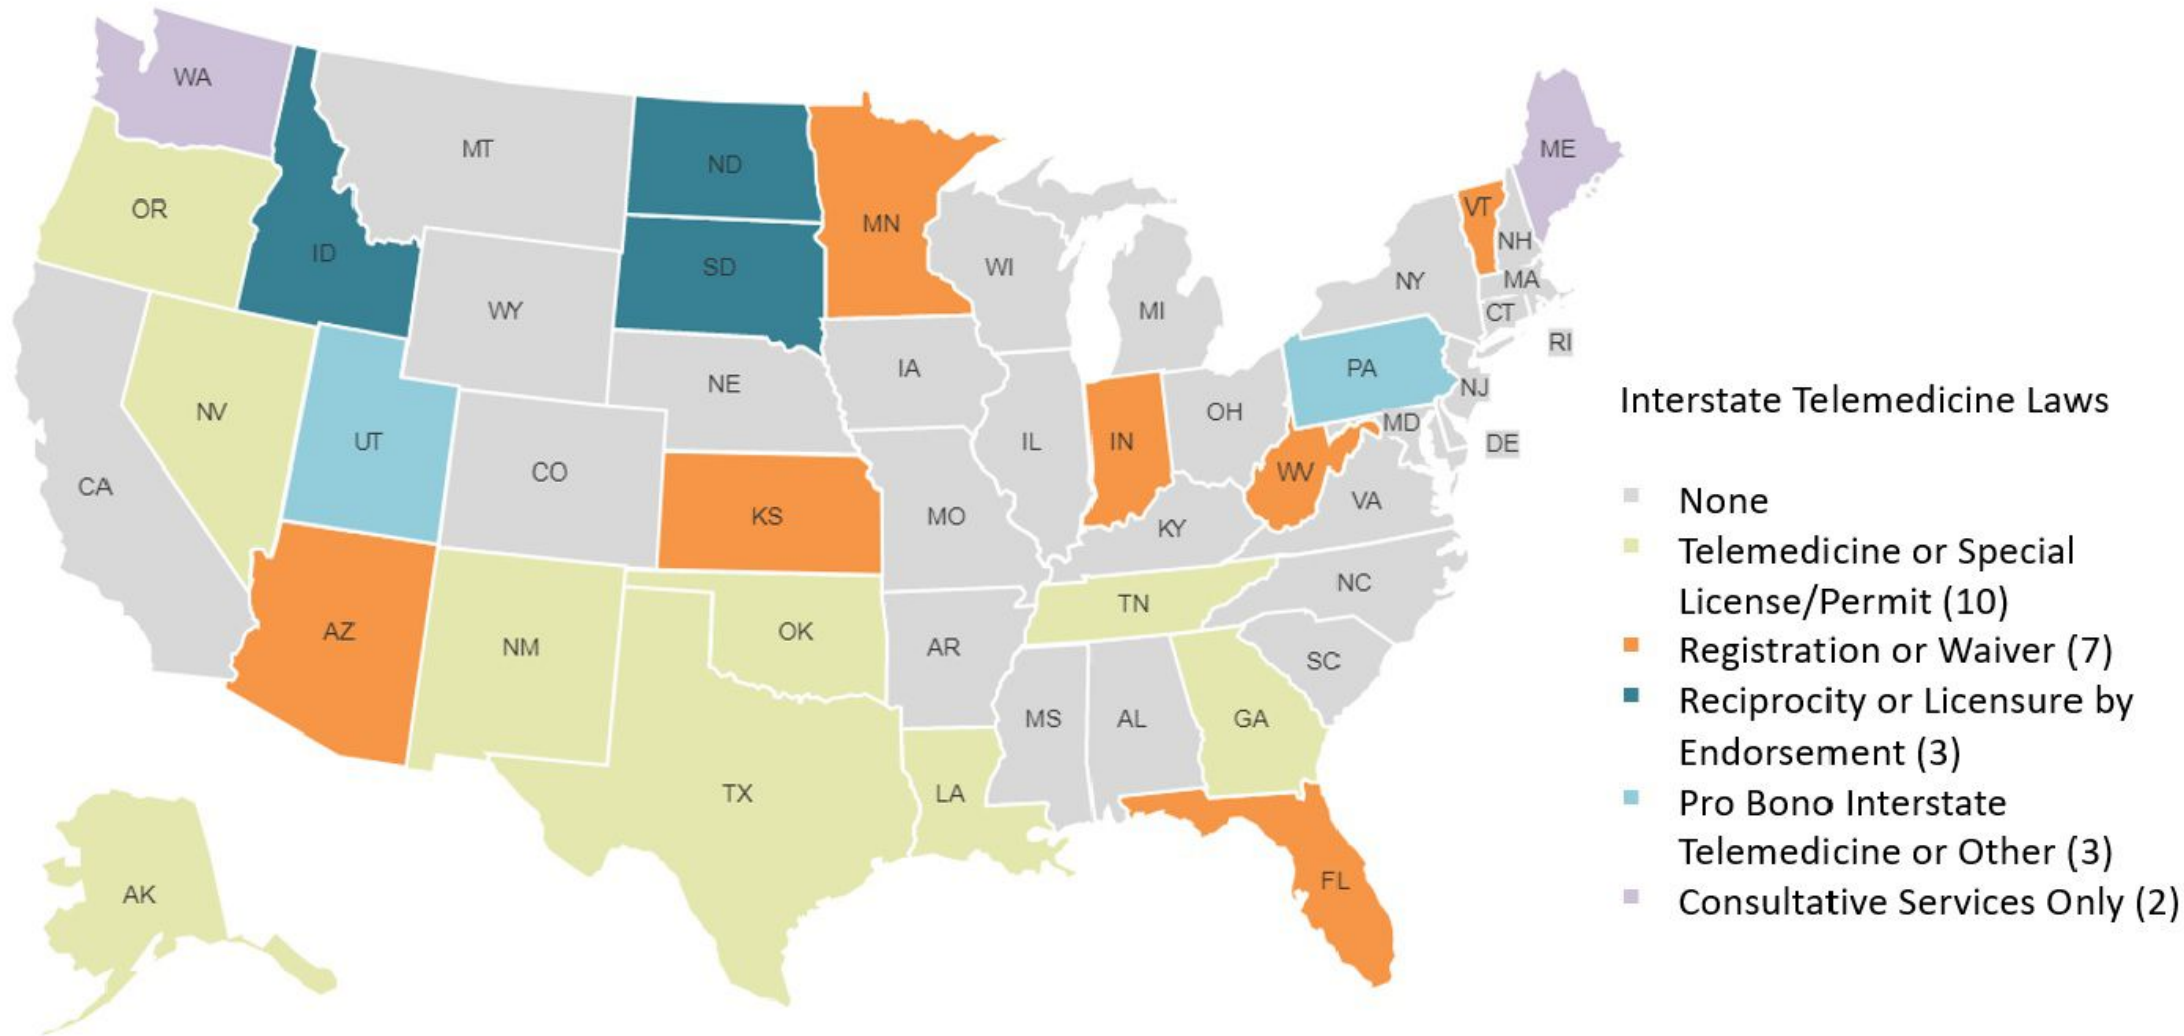 WA
MT
ND
MN
ME
OR
ID
SD
WI
VT
NH
MA
NY
CT
WY
MI
RI
IA
PA
NE
NJ
NV
UT
OH
MD
IL
IN
DE
CO
WV
CA
KS
MO
VA
KY
NC
TN
AZ
NM
OK
AR
SC
MS
AL
GA
TX
LA
AK
FL
Interstate Telemedicine Laws
None
Telemedicine or Special
License/Permit (10)
Registration or Waiver (7)
Reciprocity or Licensure by
Endorsement (3)
Pro Bono Interstate
Telemedicine or Other (3)
Consultative Services Only (2)